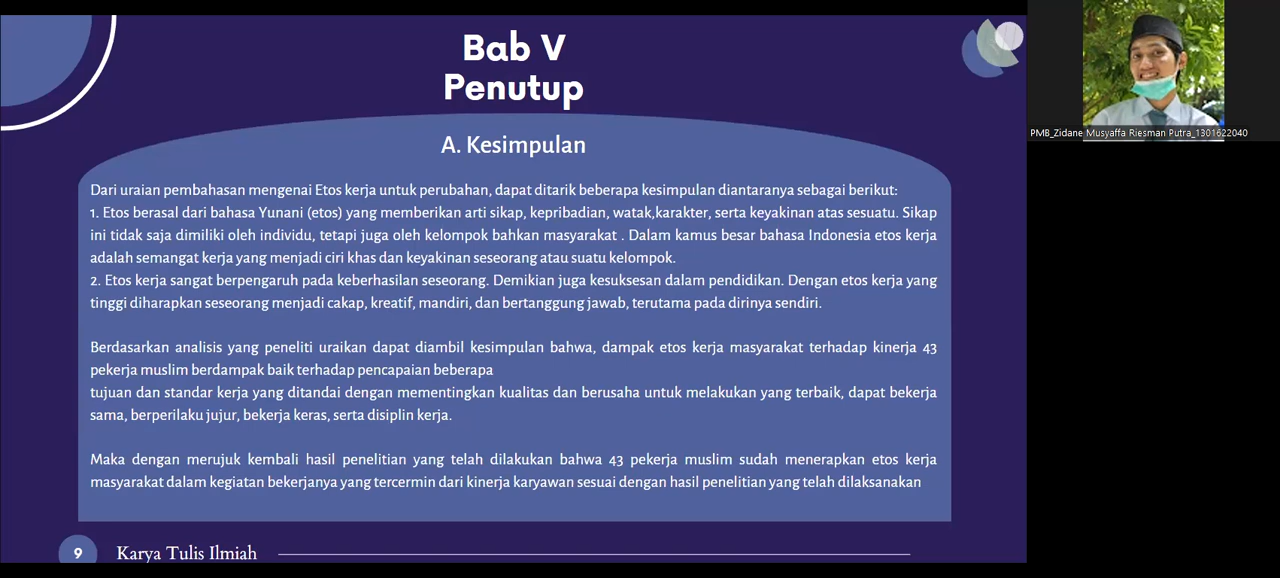 Bab V
Penutup
A. Kesimpulan
Dari uraian pembahasan mengenai Etos kerja untuk perubahan, dapat ditarik beberapa kesimpulan diantaranya sebagai berikut:
1. Etos berasal dari bahasa Yunani (etos) yang memberikan arti sikap, kepribadian, watak,karakter, serta keyakinan atas sesuatu. Sikap
ini tidak saja dimiliki oleh individu, tetapi juga oleh kelompok bahkan masyarakat . Dalam kamus besar bahasa Indonesia etos kerja
adalah semangat kerja yang menjadi ciri khas dan keyakinan seseorang atau suatu kelompok.
2. Etos kerja sangat berpengaruh pada keberhasilan seseorang. Demikian juga kesuksesan dalam pendidikan. Dengan etos kerja yang
tinggi diharapkan seseorang menjadi cakap, kreatif, mandiri, dan bertanggung jawab, terutama pada dirinya sendiri.
Berdasarkan analisis yang peneliti uraikan dapat diambil kesimpulan bahwa, dampak etos kerja masyarakat terhadap kinerja 43
pekerja muslim berdampak baik terhadap pencapaian beberapa
tujuan dan standar kerja yang ditandai dengan mementingkan kualitas dan berusaha untuk melakukan yang terbaik, dapat bekerja
sama, berperilaku jujur, bekerja keras, serta disiplin kerja.
Maka dengan merujuk kembali hasil penelitian yang telah dilakukan bahwa 43 pekerja muslim sudah menerapkan etos kerja
masyarakat dalam kegiatan bekerjanya yang tercermin dari kinerja karyawan sesuai dengan hasil penelitian yang telah dilaksanakan
9 Karya Tulis Ilmiah
PMB_Zidane Musyaffa Riesman Putra_1301622040